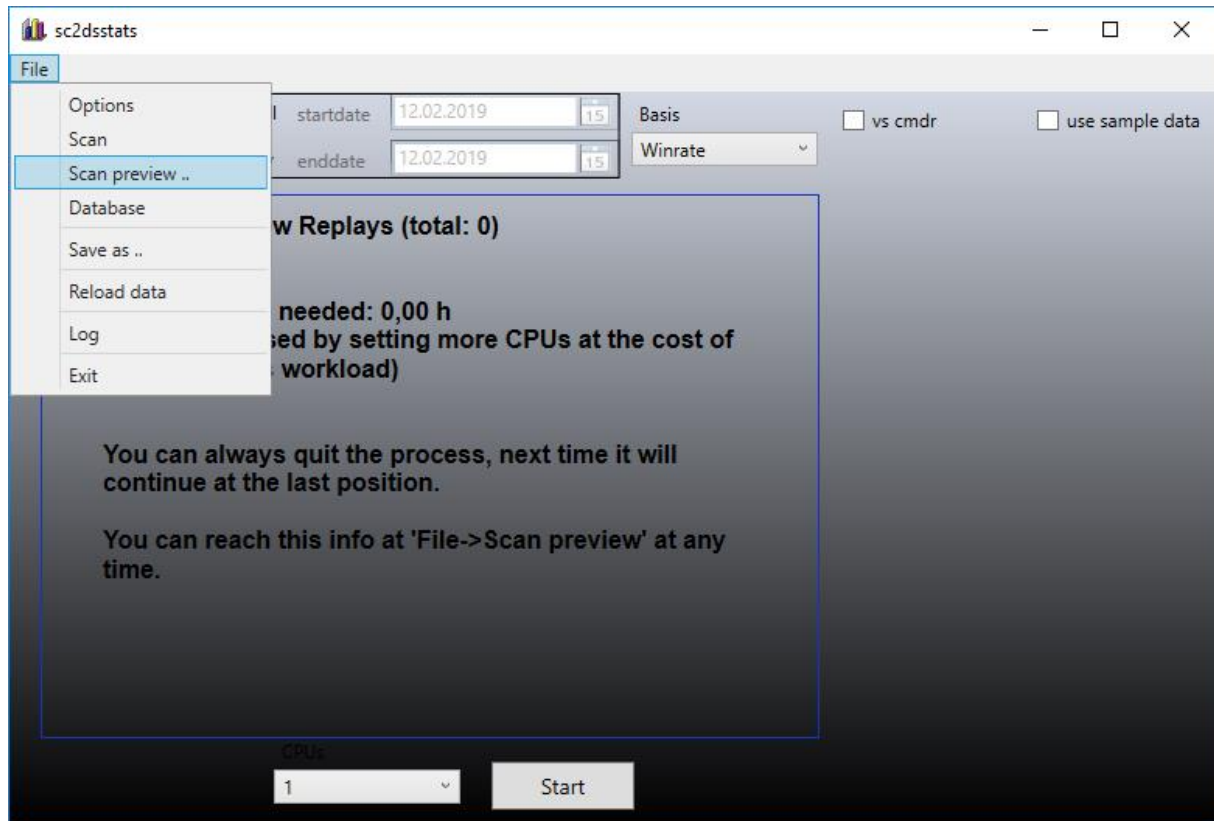 sc2dsstats
File
Options
Scan
Scan preview ..
Database
Save as ..
Reload data
Log
Exit
startdate 12.02.2019 15
enddate 12.02.2019 15
Basis
Winrate
vs cmdr
use sample data
w Replays (total: 0)
needed: 0,00 h
sed by setting more CPUs at the cost of
workload)
You can always quit the process, next time it will
continue at the last position.
You can reach this info at 'File->Scan preview' at any
time.
CPUs
1
Start